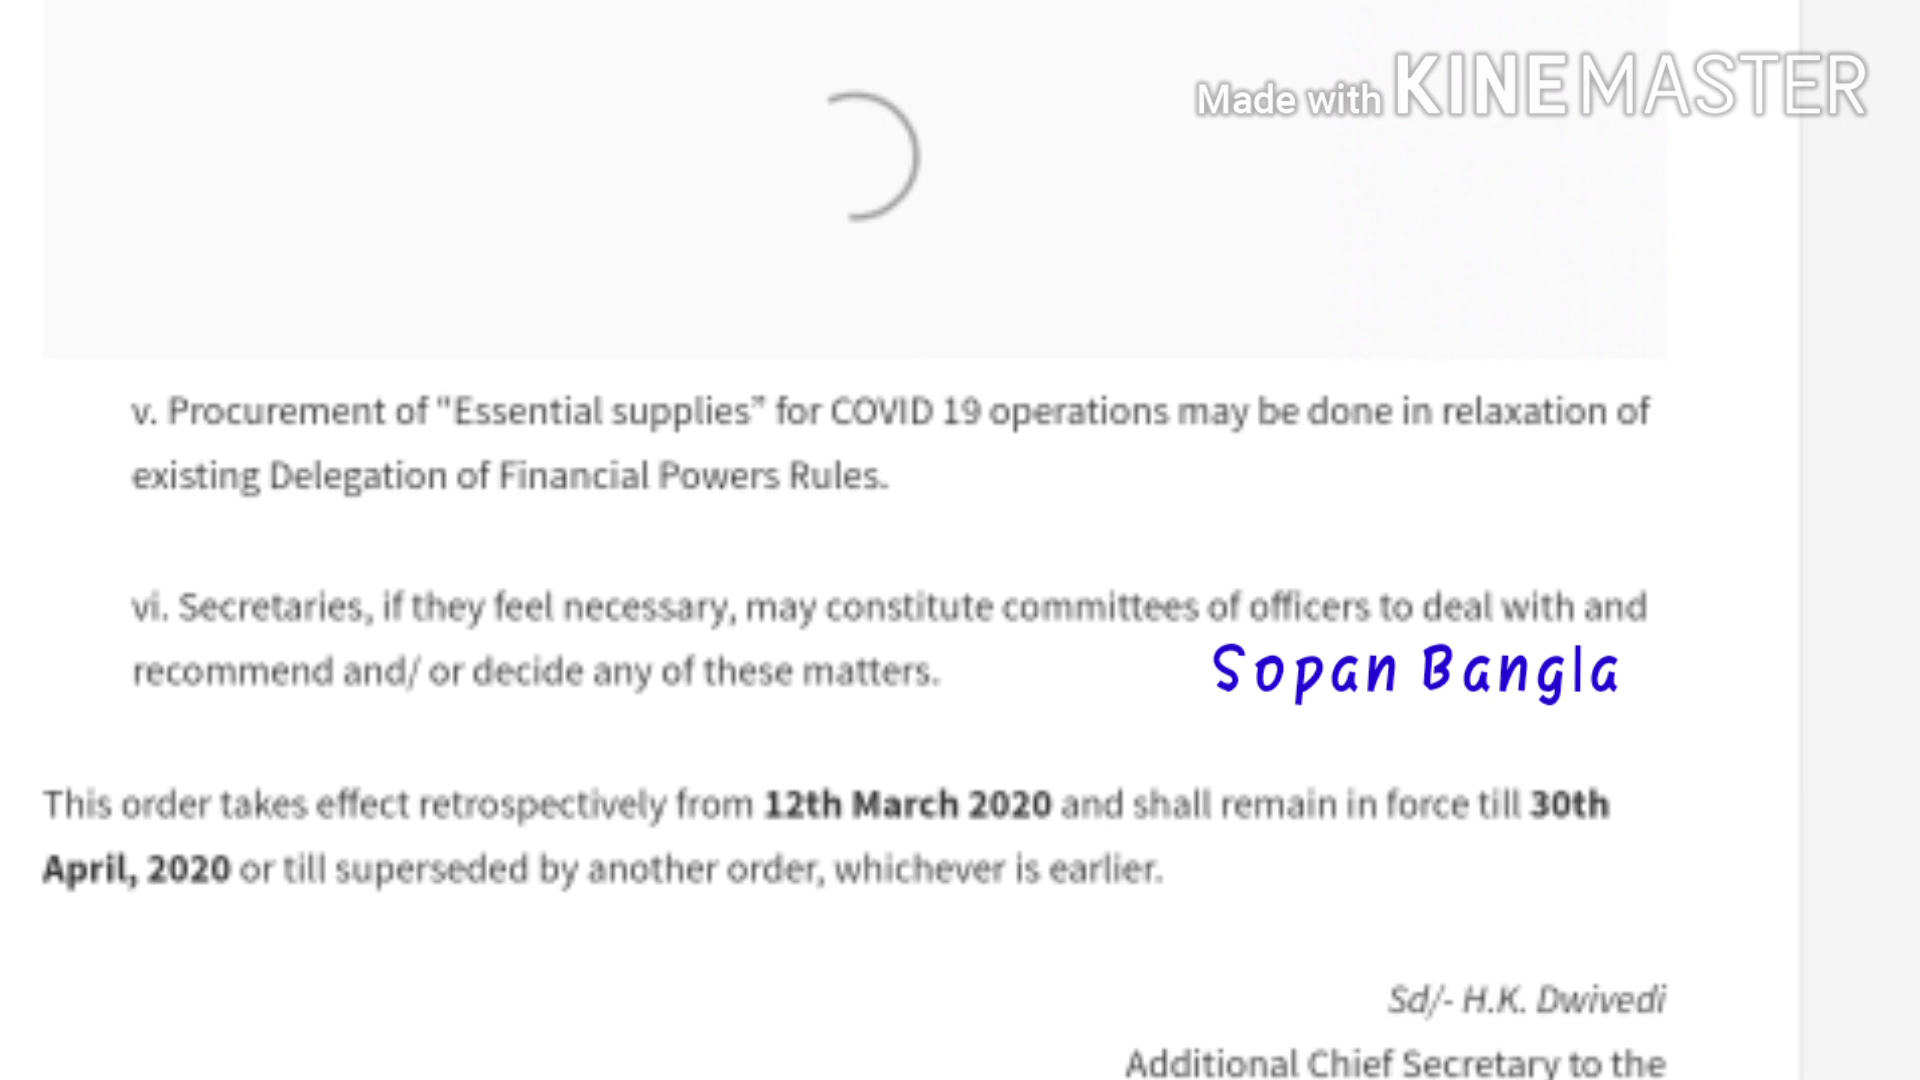 Made with KINEMASTER
v. Procurement of "Essential supplies” for COVID 19 operations may be done in relaxation of
existing Delegation of Financial Powers Rules.
vi. Secretaries, if they feel necessary, may constitute committees of officers to deal with and
recommend and/ or decide any of these matters.
Sopan Bangla
This order takes effect retrospectively from 12th March 2020 and shall remain in force till 30th
April, 2020 or till superseded by another order, whichever is earlier.
Sd/- H.K. Dwivedi
Additional Chief Secretary to the